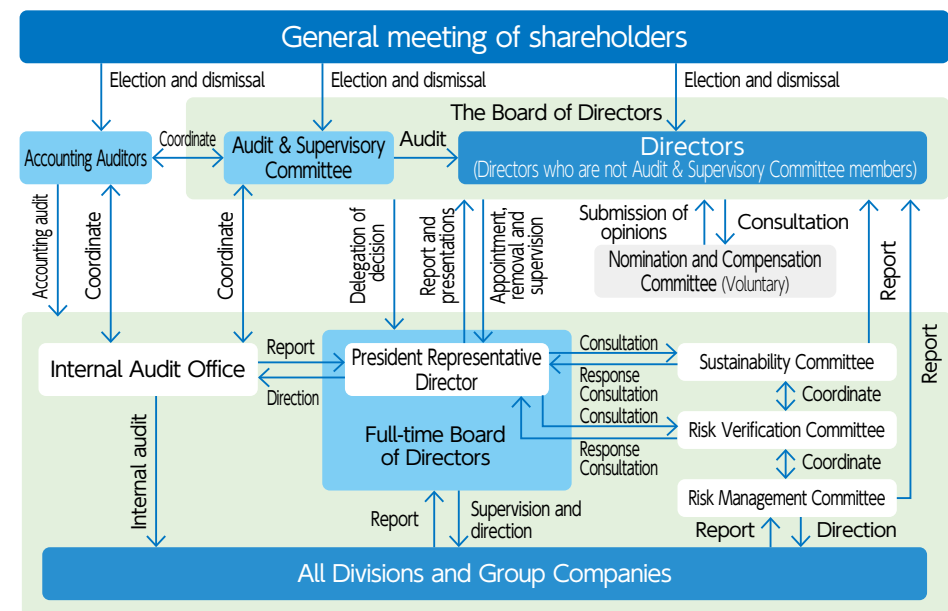 General meeting of shareholders
Election and dismissal
Election and dismissal
Election and dismissal
The Board of Directors
Accounting Auditors
Coordinate
Audit & Supervisory
Committee
Audit
Directors
(Directors who are not Audit & Supervisory Committee members)
Accounting audit
Coordinate
Coordinate
Delegation of
decision
Report and
presentations
Appointment,
removal and
supervision
Submission of
opinions
Consultation
Nomination and Compensation
Committee (Voluntary)
Report
Report
Internal Audit Office
Report
Direction
President Representative
Director
Consultation
Response
Consultation
Sustainability Committee
Coordinate
Consultation
Response
Consultation
Risk Verification Committee
Coordinate
Full-time Board
of Directors
Risk Management Committee
Internal audit
Report
Supervision and
direction
Report
Direction
All Divisions and Group Companies